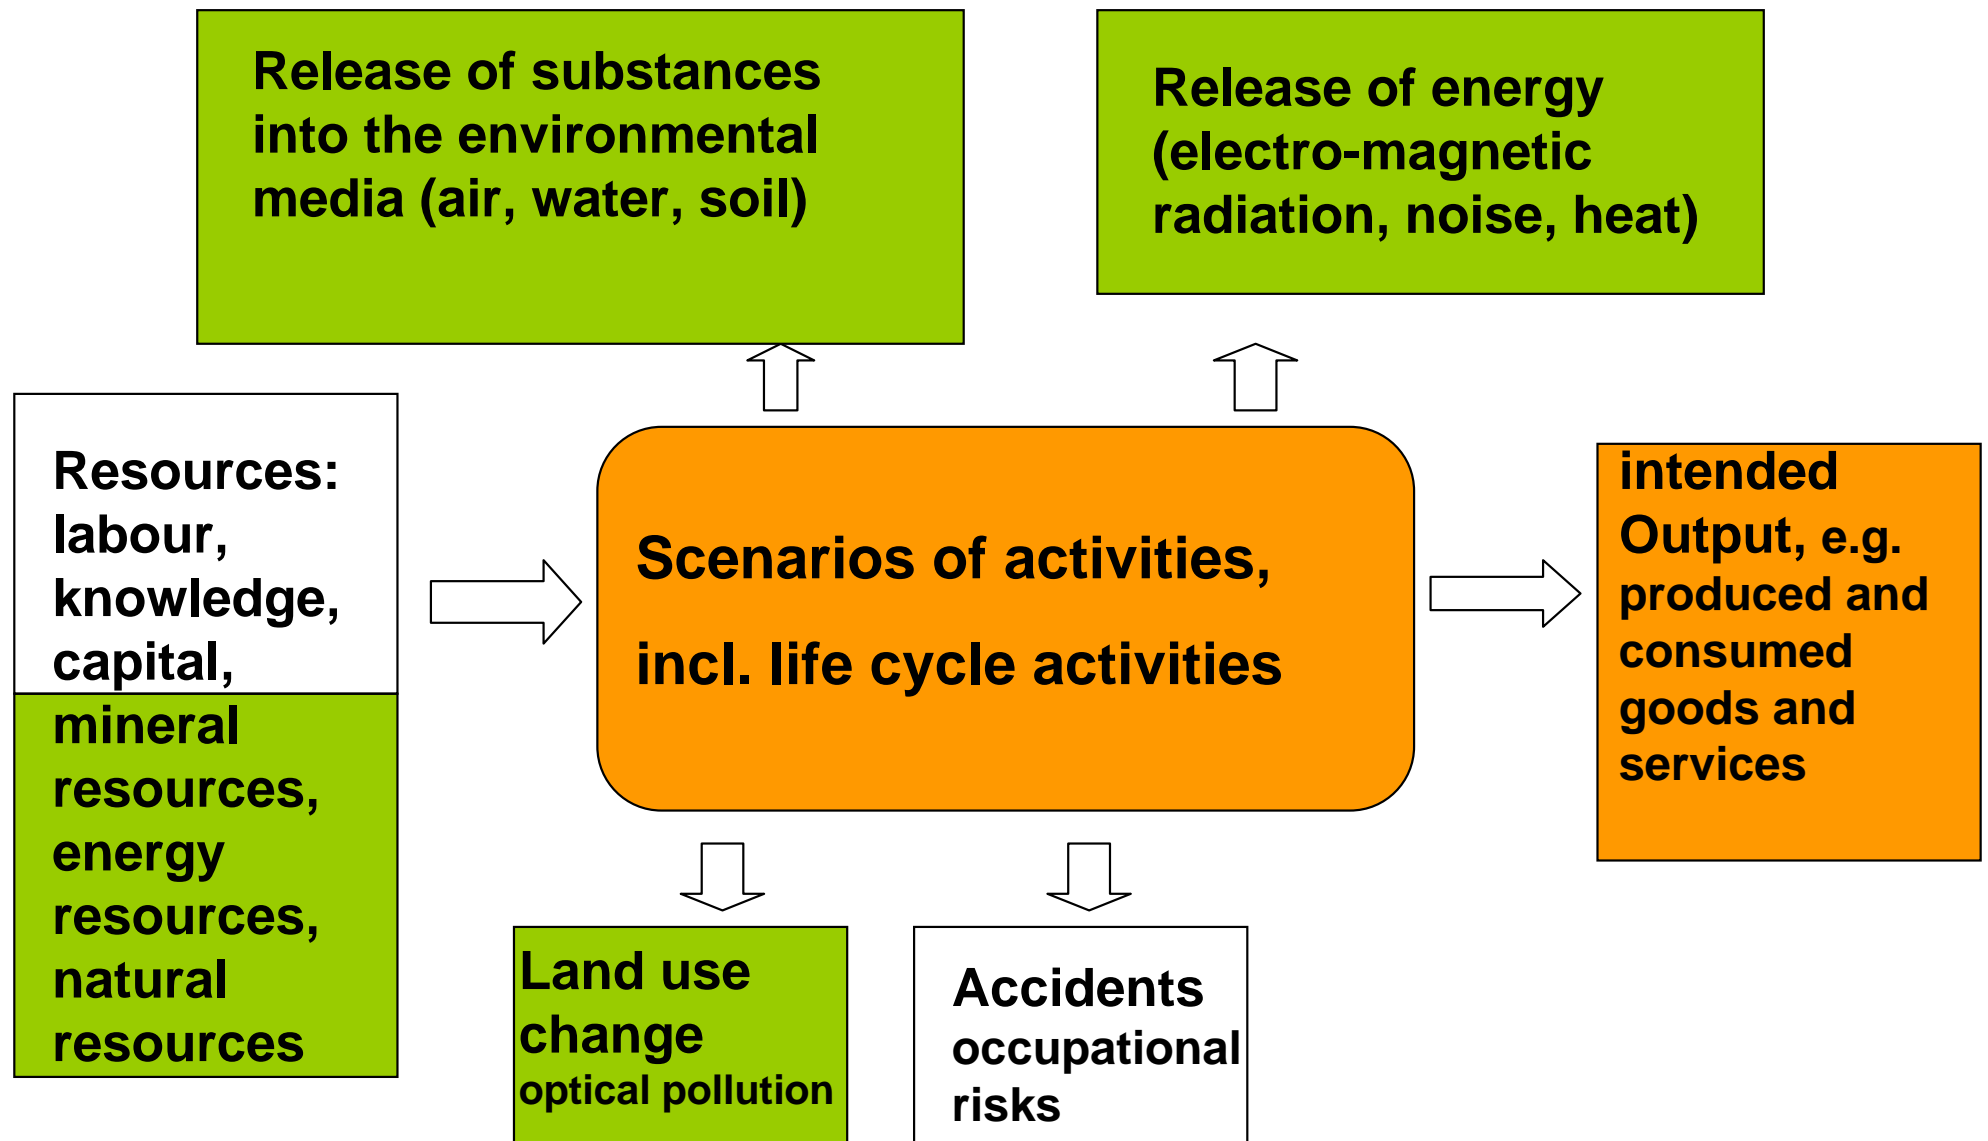 Release of substances
into the environmental
media (air, water, soil)
Release of energy
(electro-magnetic
radiation, noise, heat)
Resources:
labour,
knowledge,
capital,
mineral
resources,
energy
resources,
natural
resources
Scenarios of activities,
incl. life cycle activities
intended
Output, e.g.
produced and
consumed
goods and
services
Land use
change
optical pollution
Accidents
occupational
risks